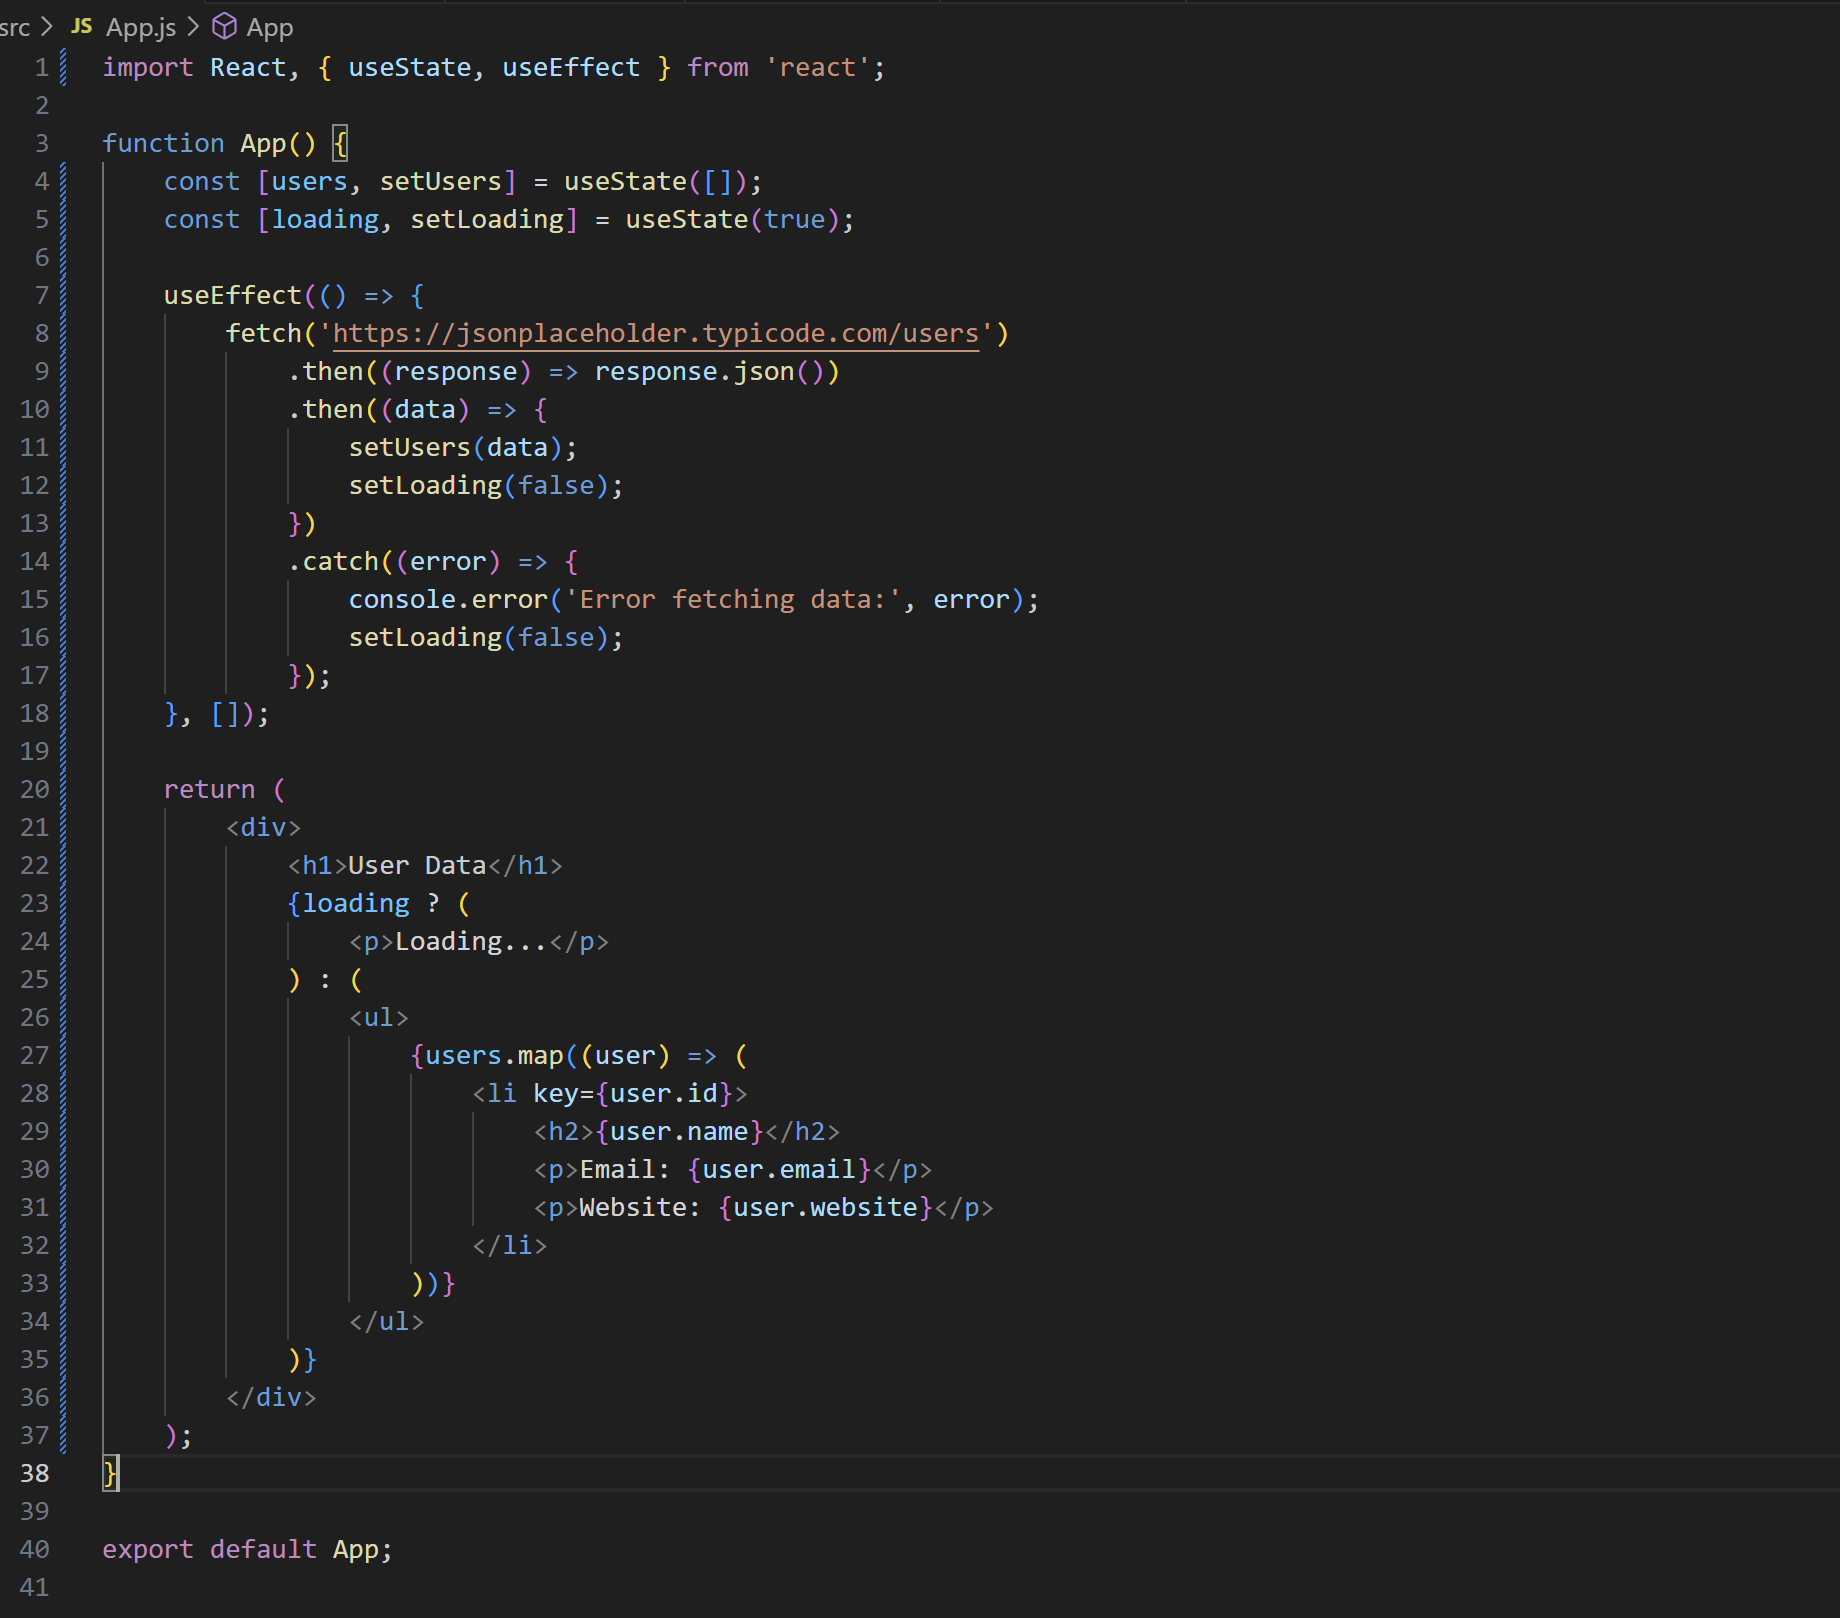 src > JS App.js > App
1 import React, { useState, useEffect } from 'react';
2
3 function App() {
4     const [users, setUsers] = useState([]);
5     const [loading, setLoading] = useState(true);
6
7     useEffect(() => {
8         fetch('https://jsonplaceholder.typicode.com/users')
9             .then((response) => response.json())
10             .then((data) => {
11                 setUsers(data);
12                 setLoading(false);
13             })
14             .catch((error) => {
15                 console.error('Error fetching data:', error);
16                 setLoading(false);
17             });
18     }, []);
19
20     return (
21         <div>
22             <h1>User Data</h1>
23             {loading ? (
24                 <p>Loading...</p>
25             ) : (
26                 <ul>
27                     {users.map((user) => (
28                         <li key={user.id}>
29                             <h2>{user.name}</h2>
30                             <p>Email: {user.email}</p>
31                             <p>Website: {user.website}</p>
32                         </li>
33                     ))}
34                 </ul>
35             )}
36         </div>
37     );
38 }
39
40 export default App;
41